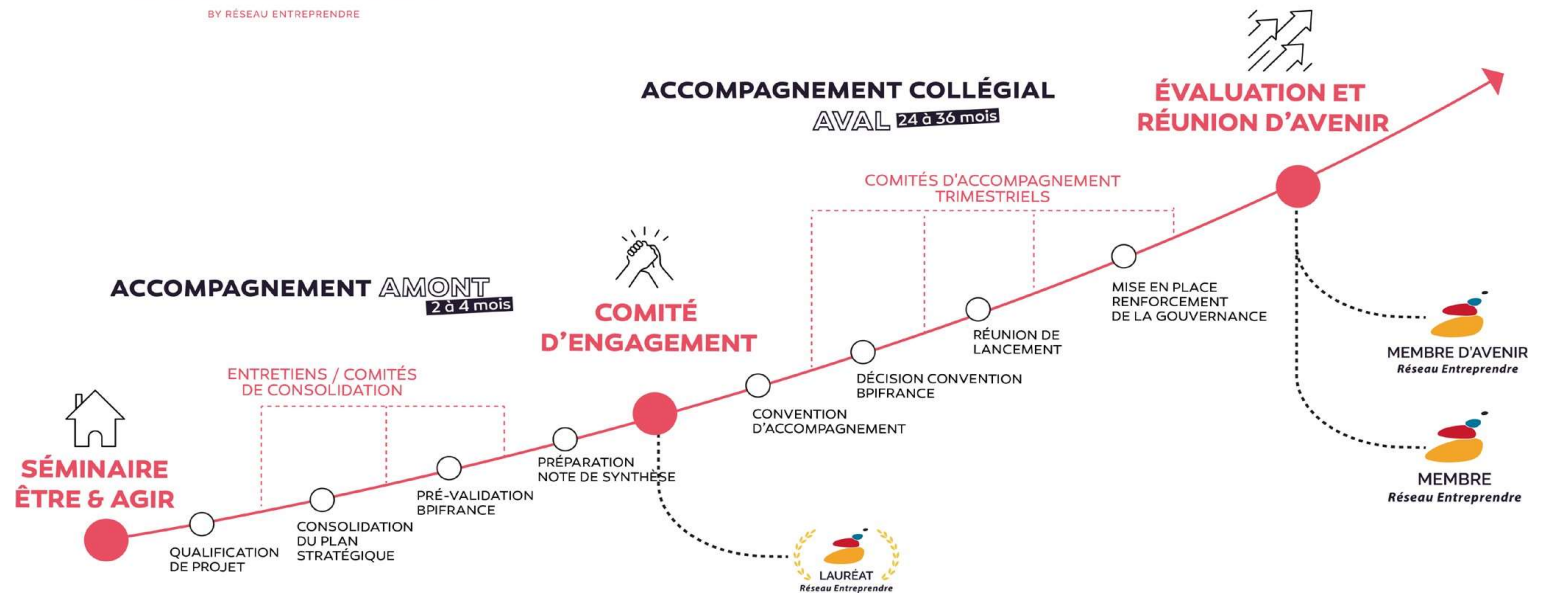 BY RÉSEAU ENTREPRENDRE
ACCOMPAGNEMENT COLLÉGIAL
AVAL 24 à 36 mois
ÉVALUATION ET
RÉUNION D'AVENIR
COMITÉS D'ACCOMPAGNEMENT
TRIMESTRIELS
ACCOMPAGNEMENT AMONT
2 à 4 mois
COMITÉ
D'ENGAGEMENT
MISE EN PLACE
RENFORCEMENT
DE LA GOUVERNANCE
RÉUNION DE
LANCEMENT
MEMBRE D'AVENIR
Réseau Entreprendre
ENTRETIENS / COMITÉS
DE CONSOLIDATION
DÉCISION CONVENTION
BPIFRANCE
CONVENTION
D'ACCOMPAGNEMENT
SÉMINAIRE
ÊTRE & AGIR
PRÉPARATION
NOTE DE SYNTHÈSE
MEMBRE
Réseau Entreprendre
PRÉ-VALIDATION
BPIFRANCE
CONSOLIDATION
DU PLAN
STRATÉGIQUE
QUALIFICATION
DE PROJET
LAURÉAT
Réseau Entreprendre